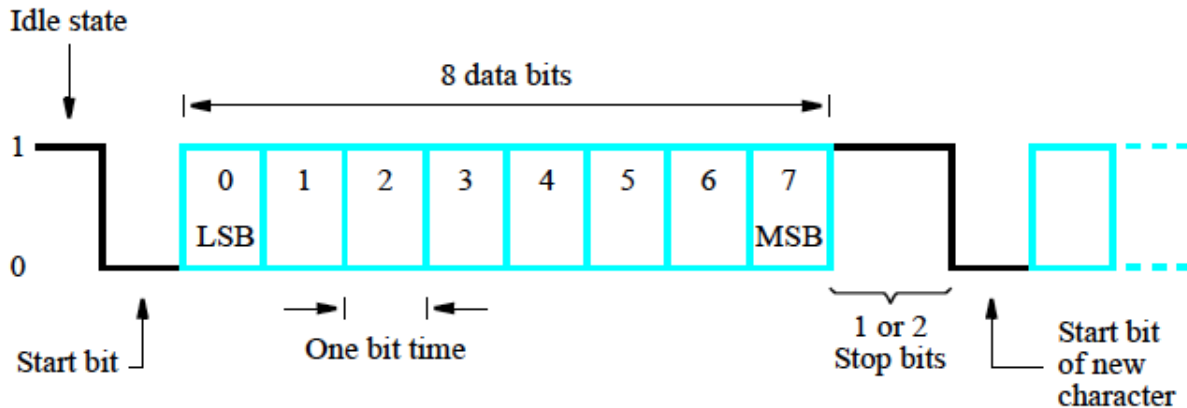 Idle state
8 data bits
1
0 1 2 3 4 5 6 7
LSB MSB
0
Start bit
One bit time
1 or 2
Stop bits
Start bit
of new
character